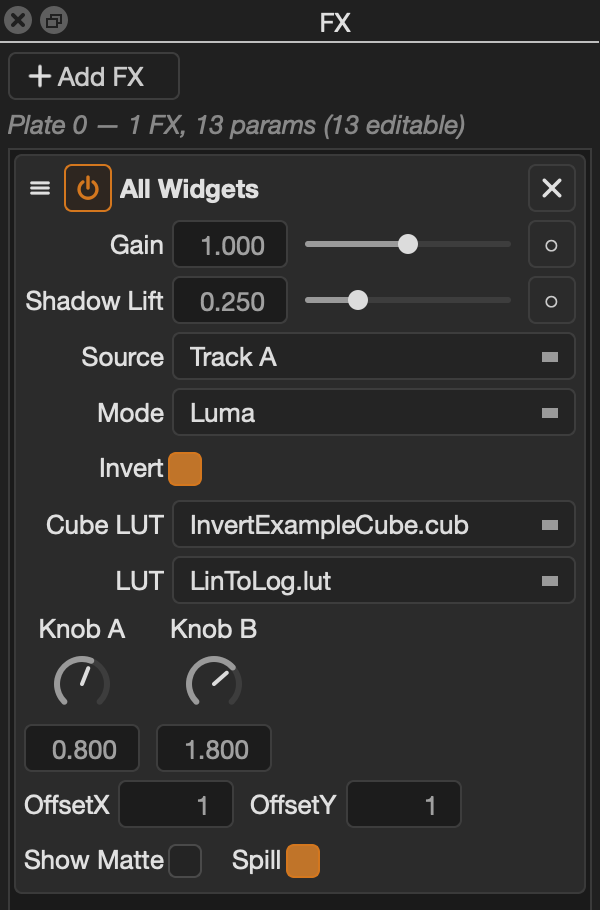 FX
+ Add FX
Plate 0 — 1 FX, 13 params (13 editable)
All Widgets
Gain 1.000
Shadow Lift 0.250
Source Track A
Mode Luma
Invert
Cube LUT InvertExampleCube.cub
LUT LinToLog.lut
Knob A Knob B
0.800 1.800
OffsetX 1 OffsetY 1
Show Matte Spill